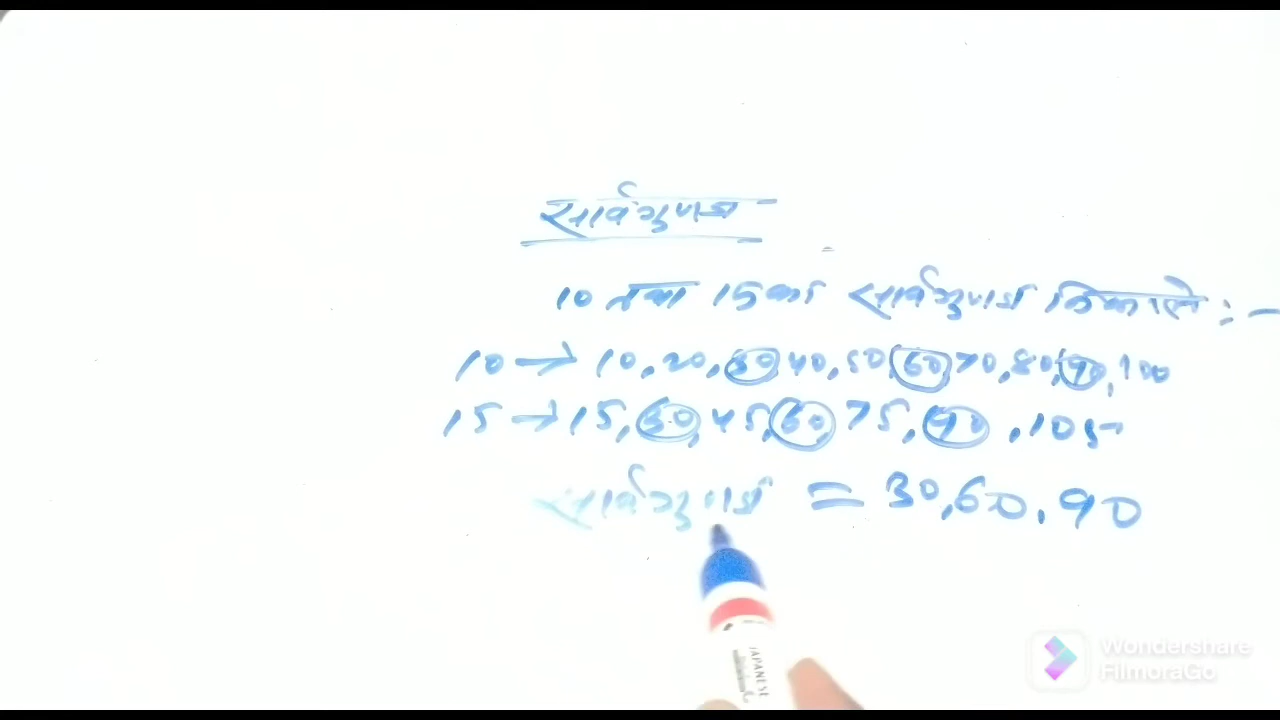 सार्वगुणज
10 तथा 15का सार्वगुणज निकाले : -
10 → 10, 20, 30 40, 50, 60, 70, 80, 90, 100
15 → 15, 30, 45, 60, 75, 90, 105
सार्वगुणज = 30, 60, 90
JAPANESE
Wondershare
FilmoraGo